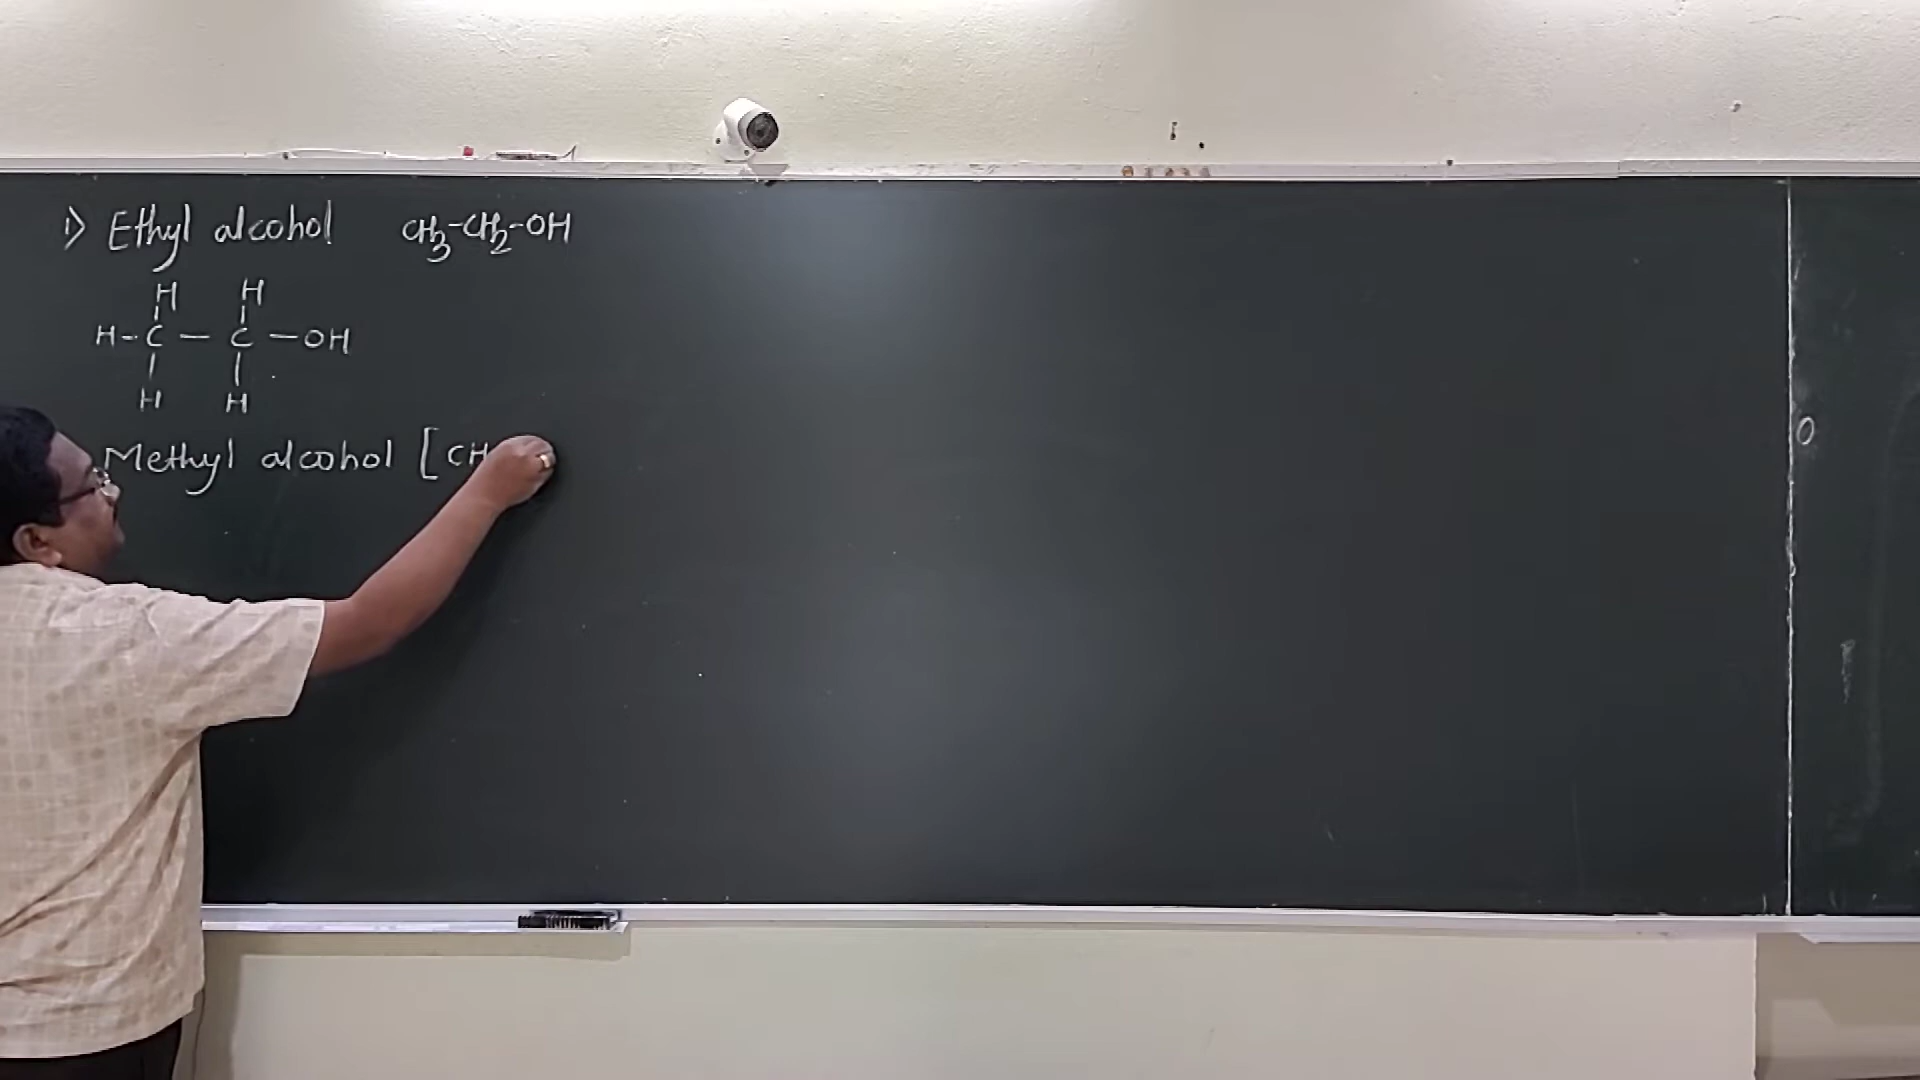 1) Ethyl alcohol CH3-CH2-OH
H H
H-C-C-OH
H H
Methyl alcohol [CH